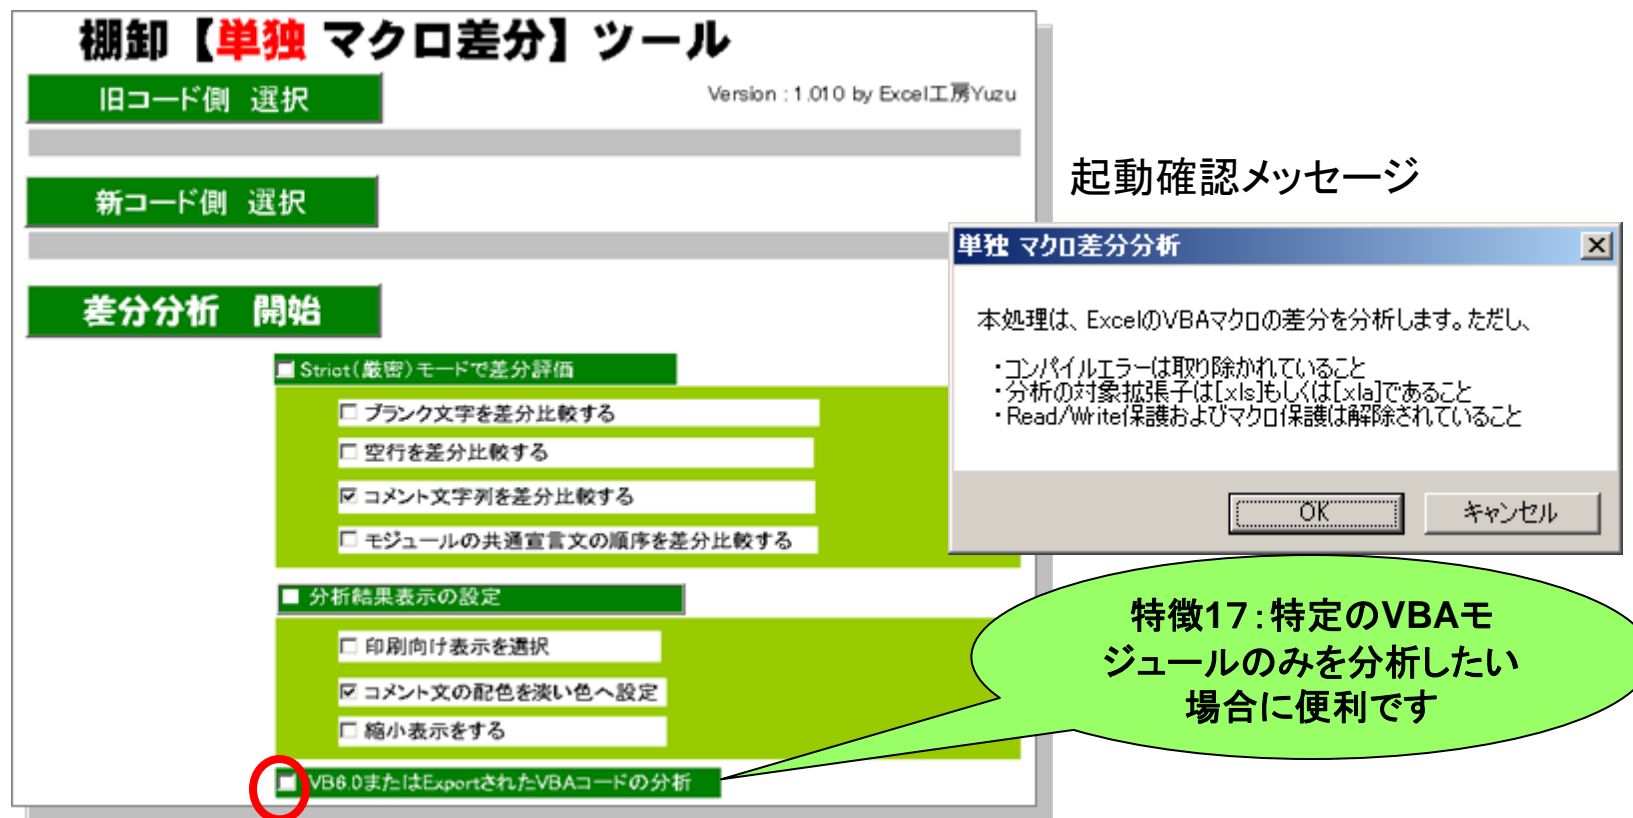 棚卸【単独 マクロ差分】ツール
旧コード側 選択
Version : 1.010 by Excel工房Yuzu
新コード側 選択
差分分析 開始
Strict(厳密)モードで差分評価
ブランク文字を差分比較する
空行を差分比較する
コメント文字列を差分比較する
モジュールの共通宣言文の順序を差分比較する
分析結果表示の設定
印刷向け表示を選択
コメント文の配色を淡い色へ設定
縮小表示をする
VB6.0またはExportされたVBAコードの分析
起動確認メッセージ
単独 マクロ差分分析
本処理は、ExcelのVBAマクロの差分を分析します。ただし、
・コンパイルエラーは取り除かれていること
・分析の対象拡張子は[xls]もしくは[xla]であること
・Read/Write保護およびマクロ保護は解除されていること
OK
キャンセル
特徴17:特定のVBAモ
ジュールのみを分析したい
場合に便利です